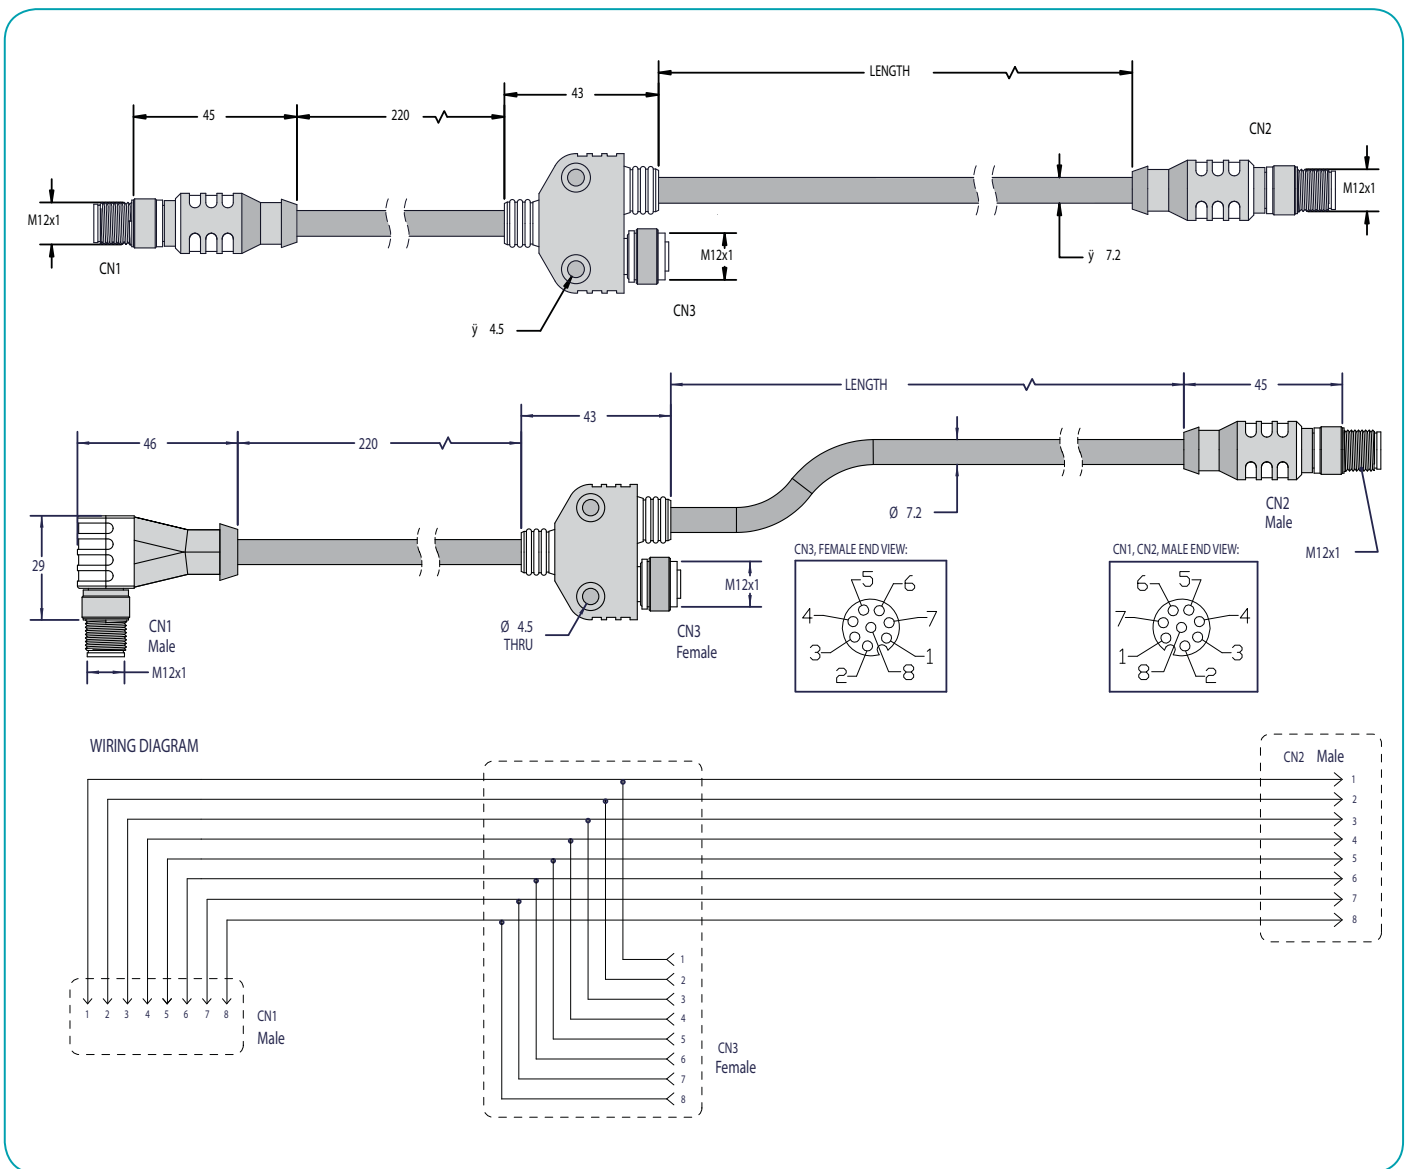 LENGTH
43
45
220
CN2
M12x1
M12x1
CN1
M12x1
ÿ 7.2
CN3
ÿ 4.5
LENGTH
45
43
46
220
Ø 7.2
CN2
Male
M12x1
29
CN1
Male
M12x1
Ø 4.5
THRU
M12x1
CN3
Female
CN3, FEMALE END VIEW:
5 6
4 7
3 1
2 8
CN1, CN2, MALE END VIEW:
6 5
7 4
1 3
8 2
WIRING DIAGRAM
CN2 Male
1
2
3
4
5
6
7
8
1
2
3
4
5
6
7
8
CN3
Female
1 2 3 4 5 6 7 8
CN1
Male